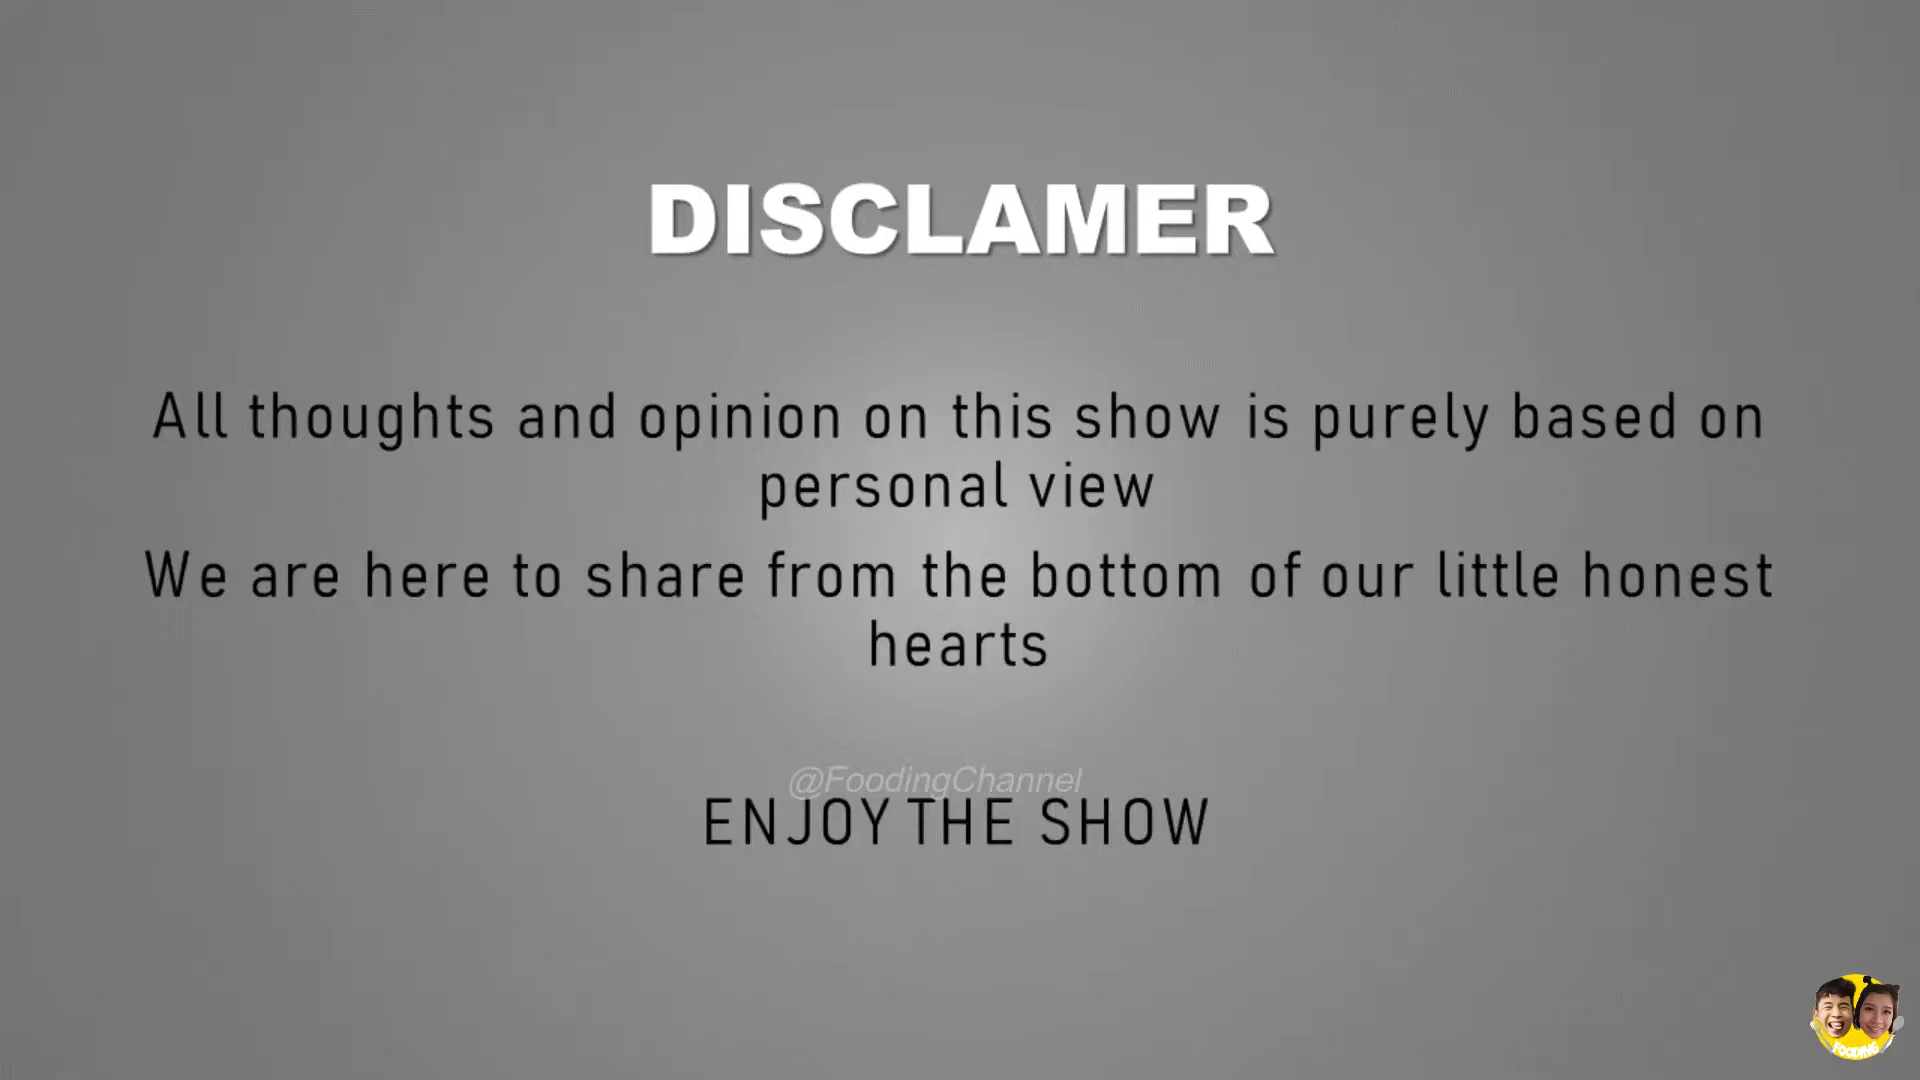 DISCLAMER
All thoughts and opinion on this show is purely based on
personal view
We are here to share from the bottom of our little honest
hearts
@FoodingChannel
ENJOY THE SHOW
FOODING